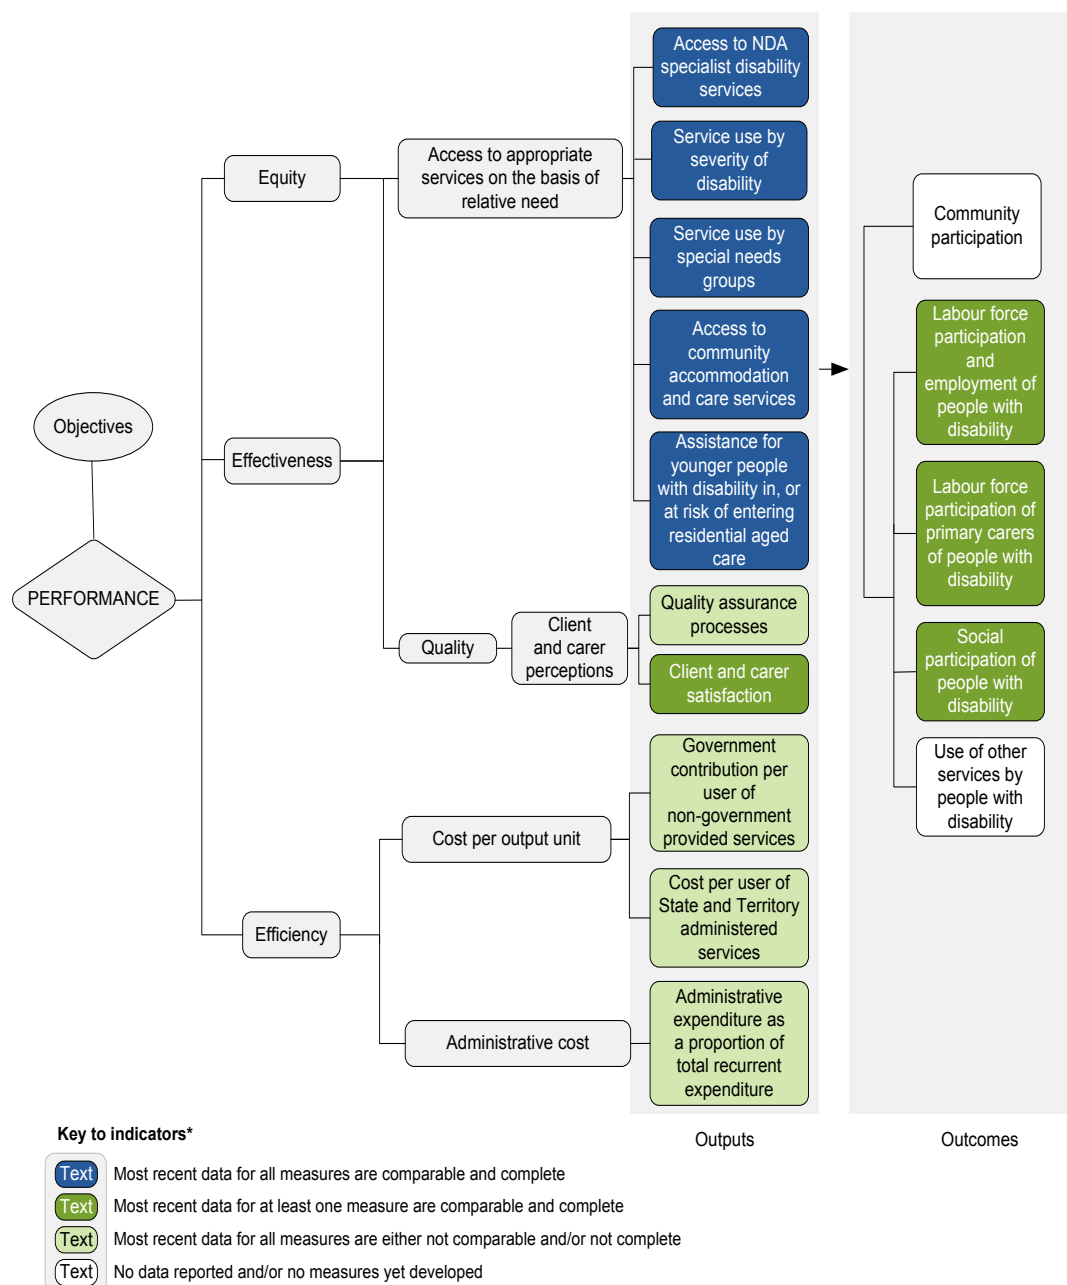 Objectives
PERFORMANCE
Equity
Effectiveness
Efficiency
Access to appropriate
services on the basis of
relative need
Quality
Client
and carer
perceptions
Cost per output unit
Administrative cost
Access to NDA
specialist disability
services
Service use by
severity of
disability
Service use by
special needs
groups
Access to
community
accommodation
and care services
Assistance for
younger people
with disability in, or
at risk of entering
residential aged
care
Quality assurance
processes
Client and carer
satisfaction
Government
contribution per
user of
non-government
provided services
Cost per user of
State and Territory
administered
services
Administrative
expenditure as
a proportion of
total recurrent
expenditure
Outputs
Community
participation
Labour force
participation
and
employment of
people with
disability
Labour force
participation of
primary carers
of people with
disability
Social
participation of
people with
disability
Use of other
services by
people with
disability
Outcomes
Key to indicators*
Text Most recent data for all measures are comparable and complete
Text Most recent data for at least one measure are comparable and complete
Text Most recent data for all measures are either not comparable and/or not complete
Text No data reported and/or no measures yet developed